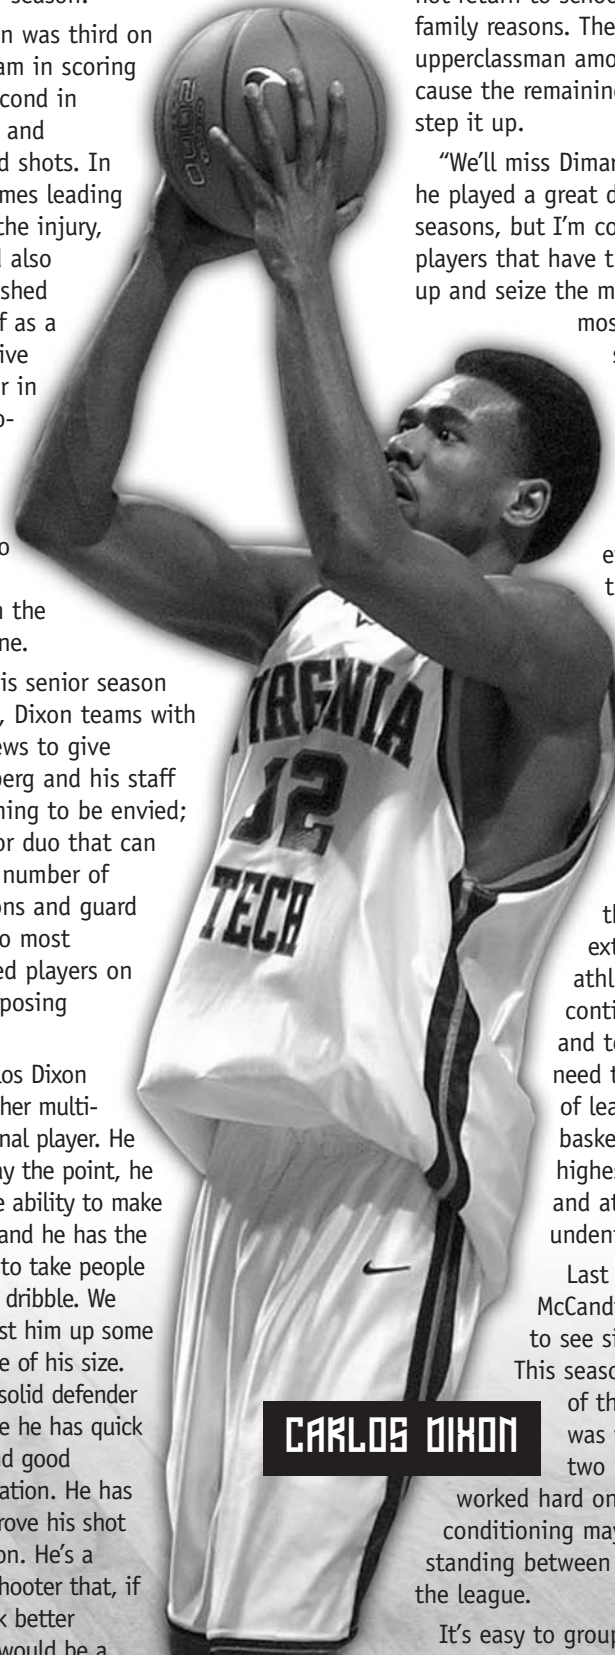 season.
n was third on
am in scoring
cond in
and
d shots. In
mes leading
the injury,
also
shed
f as a
ive
r in
o-
o
n the
ne.
is senior season
, Dixon teams with
ews to give
berg and his staff
ning to be envied;
or duo that can
number of
ons and guard
o most
ed players on
posing
los Dixon
her multi-
nal player. He
ay the point, he
e ability to make
and he has the
to take people
dribble. We
st him up some
e of his size.
solid defender
e he has quick
nd good
ation. He has
rove his shot
on. He's a
hooter that, if
k better
would be a
VIRGINIA
12
TECH
CARLOS DIXON
not return to school
family reasons. The
upperclassman amo
cause the remaining
step it up.
"We'll miss Dimar
he played a great d
seasons, but I'm co
players that have t
up and seize the m
mos
s
e
t
th
ext
athl
conti
and to
need t
of lea
baske
highes
and at
undeni
Last
McCand
to see si
This seaso
of th
was
two
worked hard on
conditioning may
standing between
the league.
It's easy to group